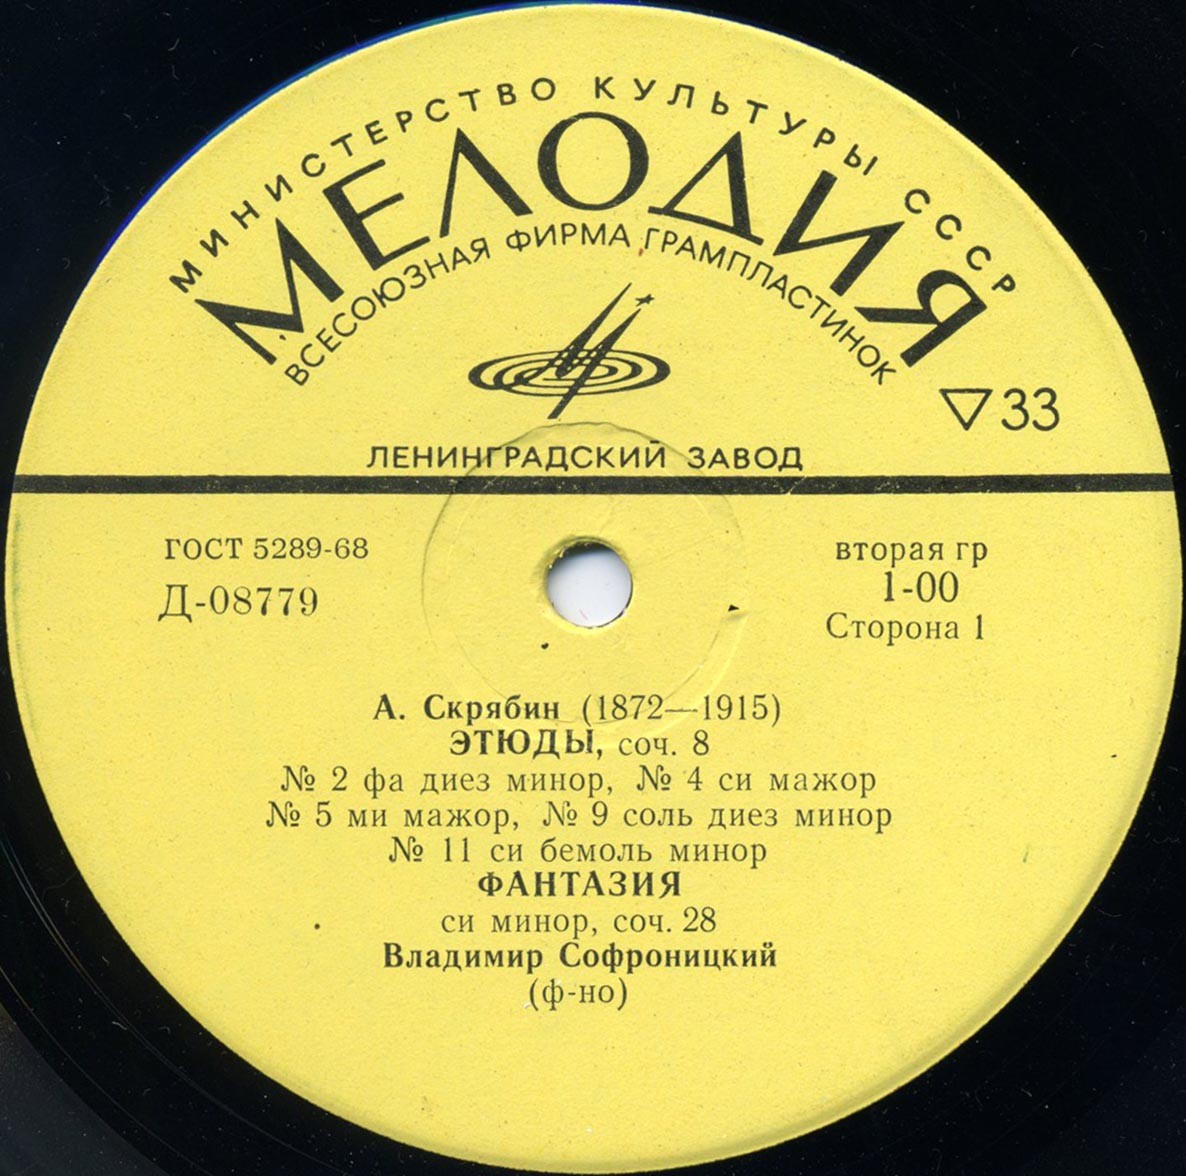 МИНИСТЕРСТВО КУЛЬТУРЫ СССР
МЕЛОДИЯ
ВСЕСОЮЗНАЯ ФИРМА ГРАМПЛАСТИНОК
▽33
ЛЕНИНГРАДСКИЙ ЗАВОД
ГОСТ 5289-68
Д-08779
вторая гр
1-00
Сторона 1
А. Скрябин (1872—1915)
ЭТЮДЫ, соч. 8
№ 2 фа диез минор, № 4 си мажор
№ 5 ми мажор, № 9 соль диез минор
№ 11 си бемоль минор
ФАНТАЗИЯ
си минор, соч. 28
Владимир Софроницкий
(ф-но)